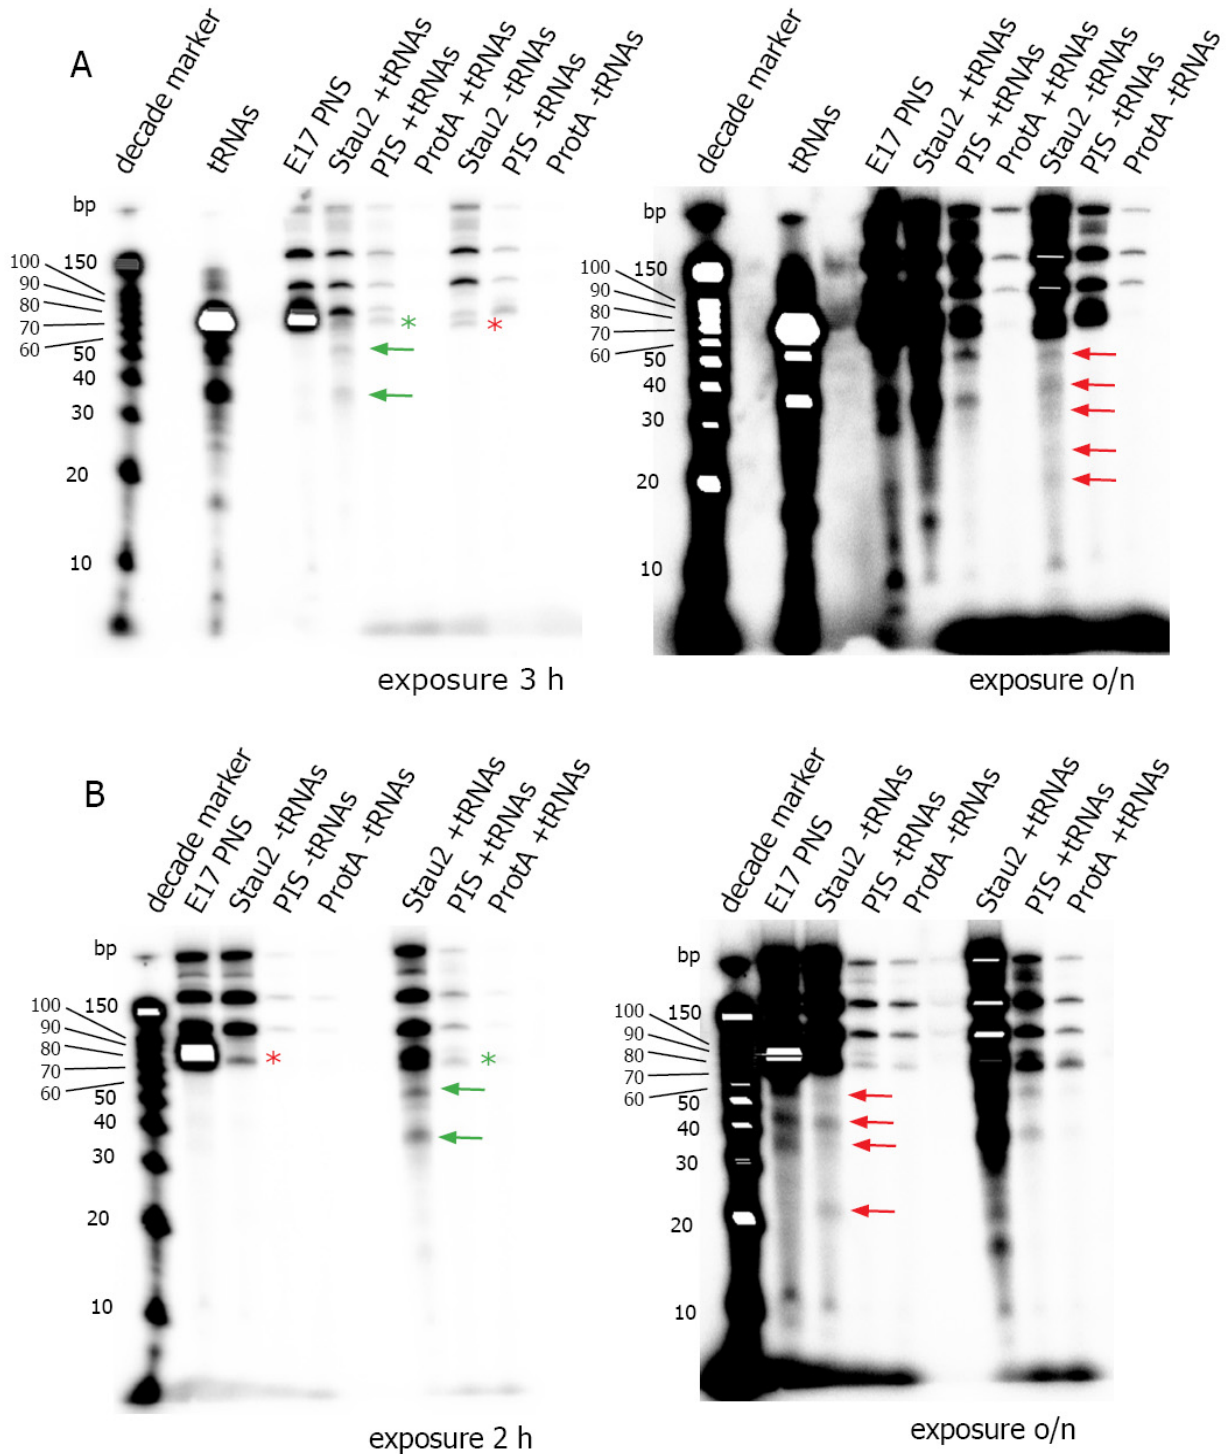 A
decade marker
tRNAs
E17 PNS
Stau2 +tRNAs
PIS +tRNAs
ProtA +tRNAs
Stau2 -tRNAs
PIS -tRNAs
ProtA -tRNAs
bp
150
100
90
80
70
60
50
40
30
20
10
*
*
exposure 3 h
decade marker
tRNAs
E17 PNS
Stau2 +tRNAs
PIS +tRNAs
ProtA +tRNAs
Stau2 -tRNAs
PIS -tRNAs
ProtA -tRNAs
bp
150
100
90
80
70
60
50
40
30
20
10
exposure o/n
B
decade marker
E17 PNS
Stau2 -tRNAs
PIS -tRNAs
ProtA -tRNAs
Stau2 +tRNAs
PIS +tRNAs
ProtA +tRNAs
bp
150
100
90
80
70
60
50
40
30
20
10
*
*
exposure 2 h
decade marker
E17 PNS
Stau2 -tRNAs
PIS -tRNAs
ProtA -tRNAs
Stau2 +tRNAs
PIS +tRNAs
ProtA +tRNAs
bp
150
100
90
80
70
60
50
40
30
20
10
exposure o/n